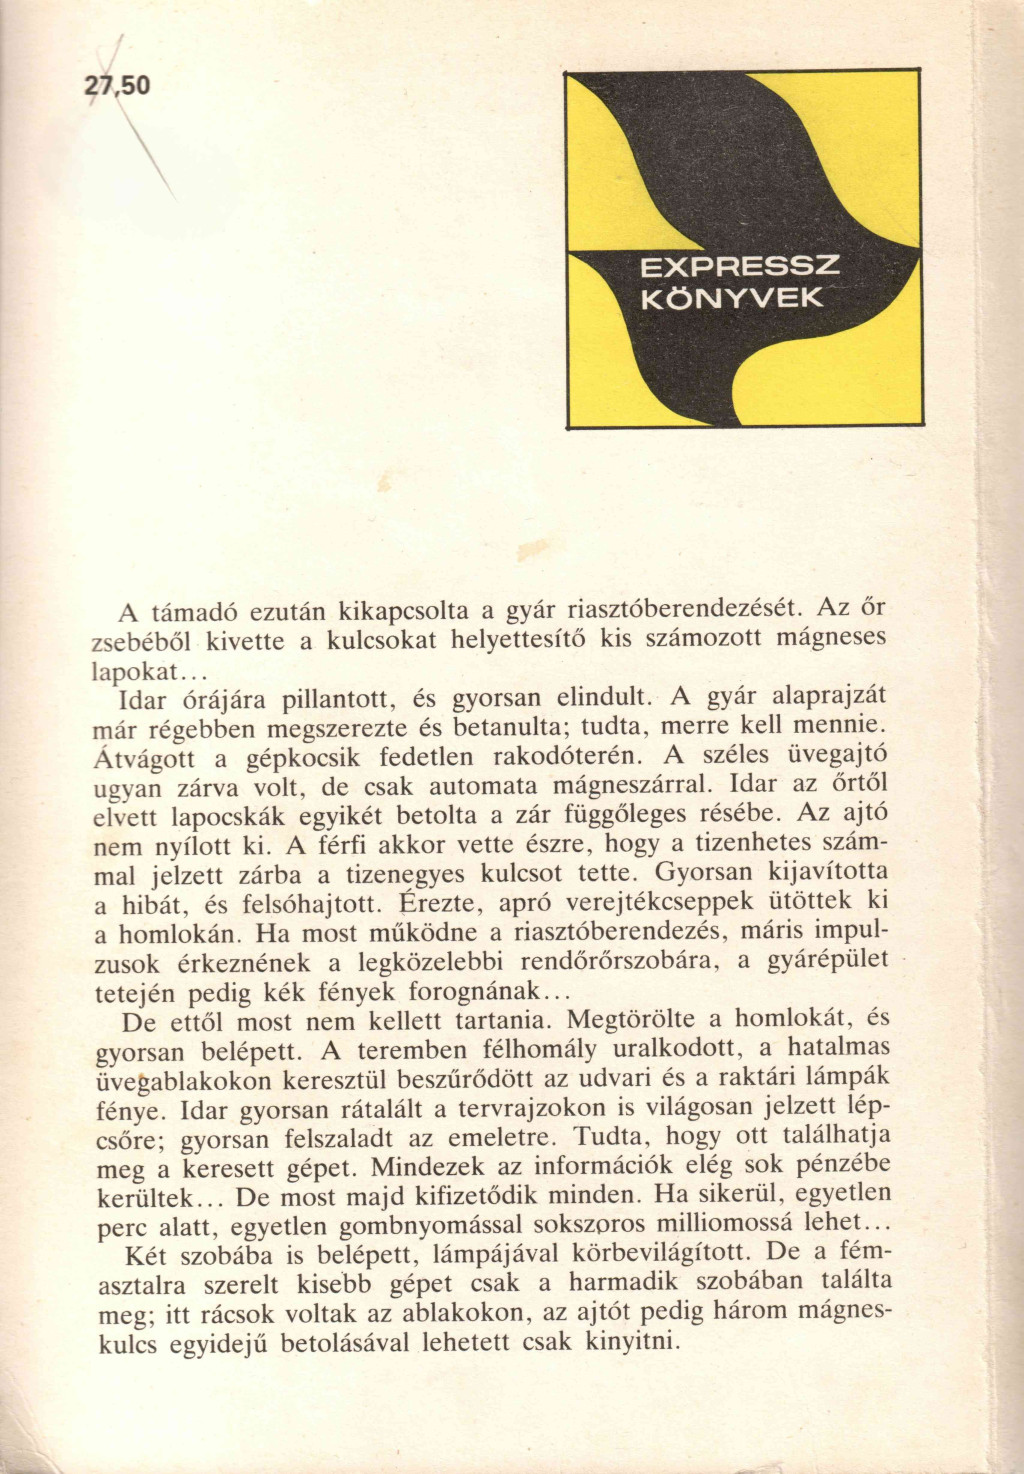 27,50
EXPRESSZ
KÖNYVEK
A támadó ezután kikapcsolta a gyár riasztóberendezését. Az őr
zsebéből kivette a kulcsokat helyettesítő kis számozott mágneses
lapokat...
Idar órájára pillantott, és gyorsan elindult. A gyár alaprajzát
már régebben megszerezte és betanulta; tudta, merre kell mennie.
Átvágott a gépkocsik fedetlen rakodóterén. A széles üvegajtó
ugyan zárva volt, de csak automata mágneszárral. Idar az őrtől
elvett lapocskák egyikét betolta a zár függőleges résébe. Az ajtó
nem nyílott ki. A férfi akkor vette észre, hogy a tizenhetes szám-
mal jelzett zárba a tizenegyes kulcsot tette. Gyorsan kijavította
a hibát, és felsóhajtott. Érezte, apró verejtékcseppek ütöttek ki
a homlokán. Ha most működne a riasztóberendezés, máris impul-
zusok érkeznének a legközelebbi rendőrőrszobára, a gyárépület
tetején pedig kék fények forognának...
De ettől most nem kellett tartania. Megtörölte a homlokát, és
gyorsan belépett. A teremben félhomály uralkodott, a hatalmas
üvegablakokon keresztül beszűrődött az udvari és a raktári lámpák
fénye. Idar gyorsan rátalált a tervrajzokon is világosan jelzett lép-
csőre; gyorsan felszaladt az emeletre. Tudta, hogy ott találhatja
meg a keresett gépet. Mindezek az információk elég sok pénzébe
kerültek... De most majd kifizetődik minden. Ha sikerül, egyetlen
perc alatt, egyetlen gombnyomással sokszoros milliomossá lehet...
Két szobába is belépett, lámpájával körbevilágított. De a fém-
asztalra szerelt kisebb gépet csak a harmadik szobában találta
meg; itt rácsok voltak az ablakokon, az ajtót pedig három mágnes-
kulcs egyidejű betolásával lehetett csak kinyitni.